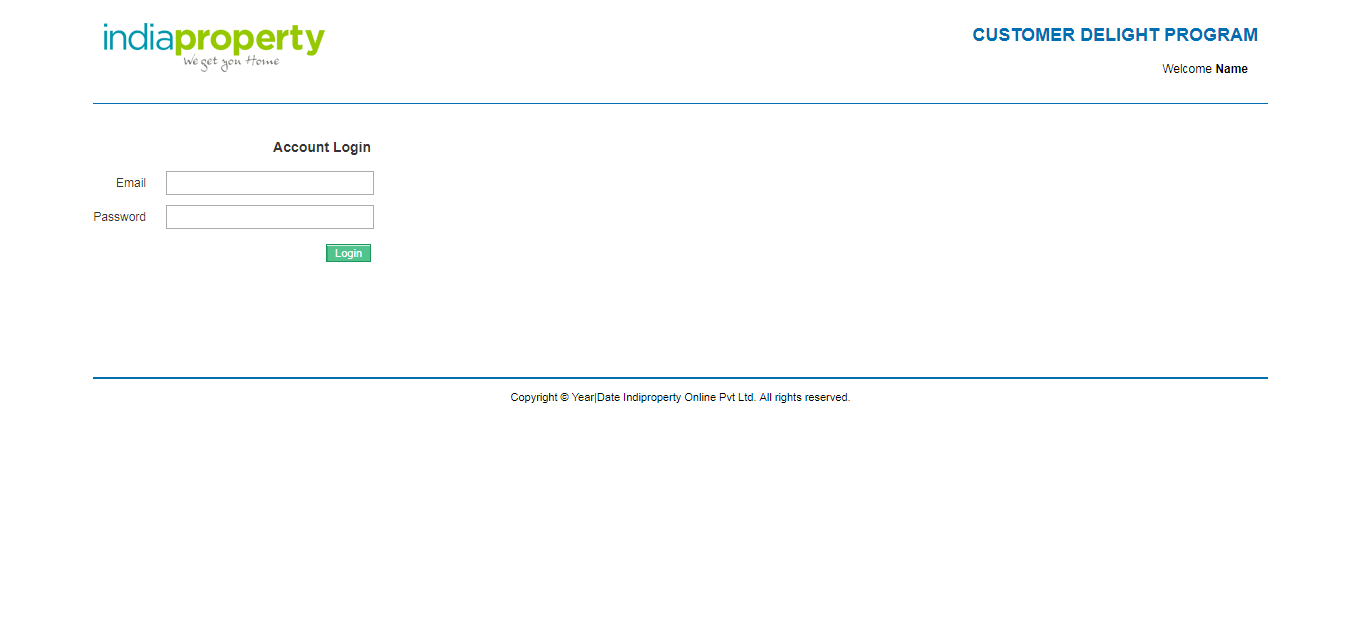 indiaproperty
We get you Home
CUSTOMER DELIGHT PROGRAM
Welcome Name
Account Login
Email
Password
Login
Copyright © Year|Date Indiproperty Online Pvt Ltd. All rights reserved.